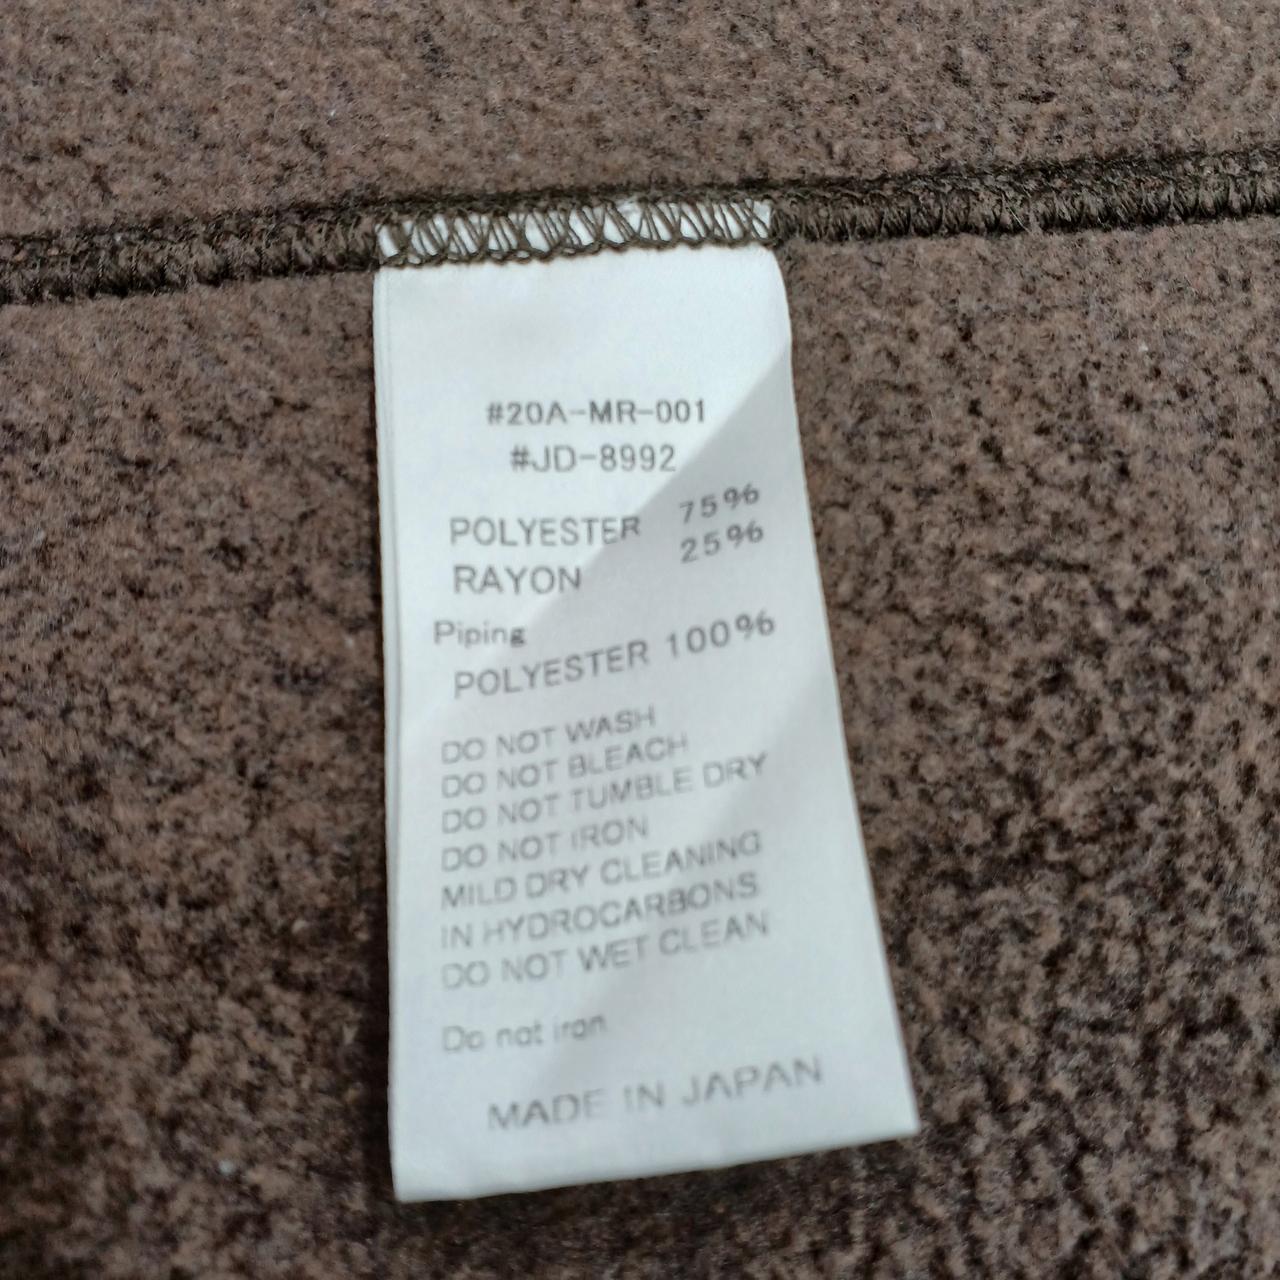 #20A-MR-001
#JD-8992
POLYESTER 75%
RAYON 25%
Piping
POLYESTER 100%
DO NOT WASH
DO NOT BLEACH
DO NOT TUMBLE DRY
DO NOT IRON
MILD DRY CLEANING
IN HYDROCARBONS
DO NOT WET CLEAN
Do not iron
MADE IN JAPAN